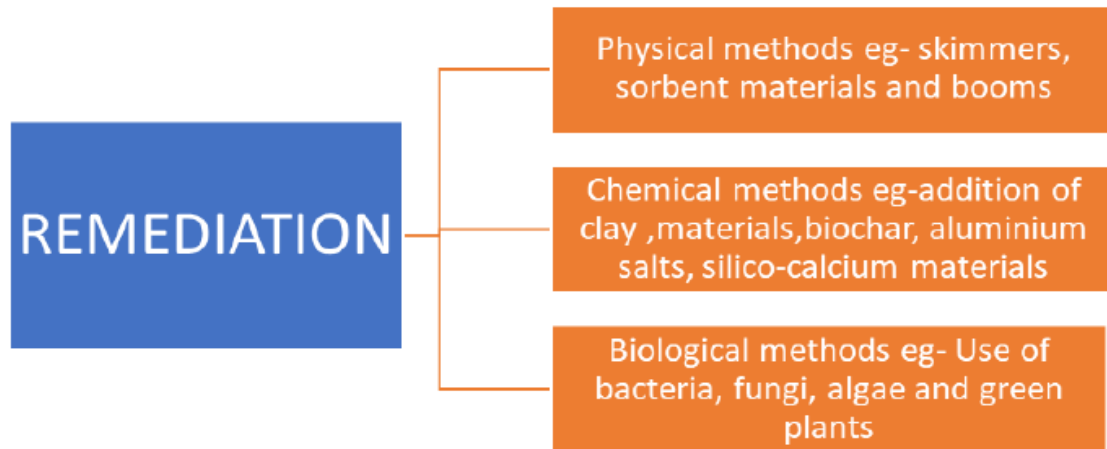 REMEDIATION
Physical methods eg- skimmers,
sorbent materials and booms
Chemical methods eg-addition of
clay ,materials,biochar, aluminium
salts, silico-calcium materials
Biological methods eg- Use of
bacteria, fungi, algae and green
plants